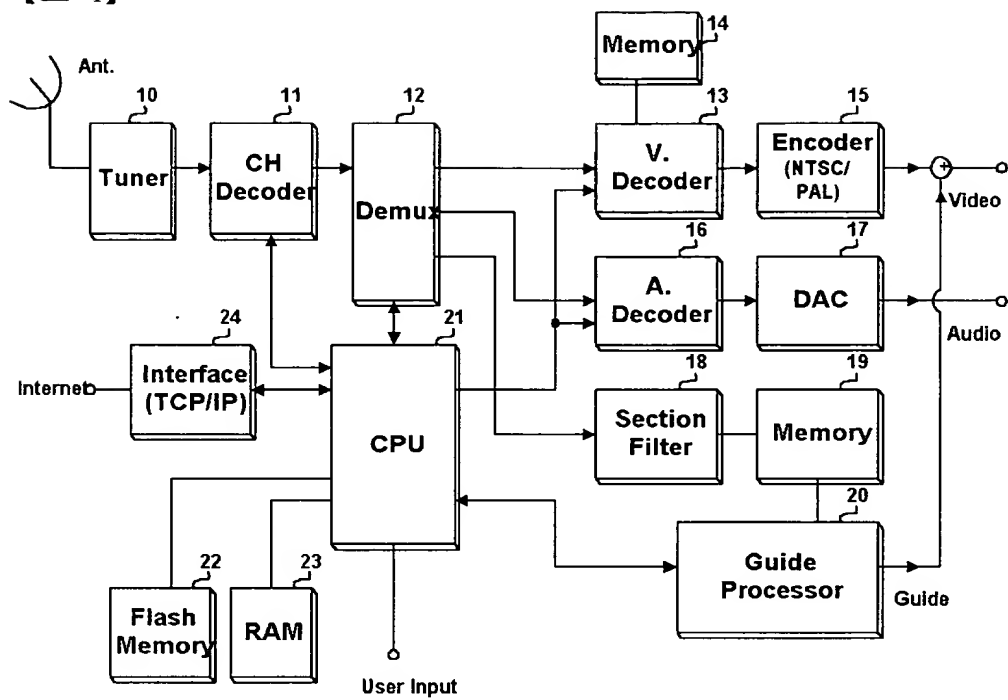 Ant.
10
Tuner
11
CH
Decoder
12
Demux
14
Memory
13
V.
Decoder
15
Encoder
(NTSC/
PAL)
+
Video
16
A.
Decoder
17
DAC
Audio
24
Interface
(TCP/IP)
Internet
21
CPU
18
Section
Filter
19
Memory
20
Guide
Processor
Guide
22
Flash
Memory
23
RAM
User Input